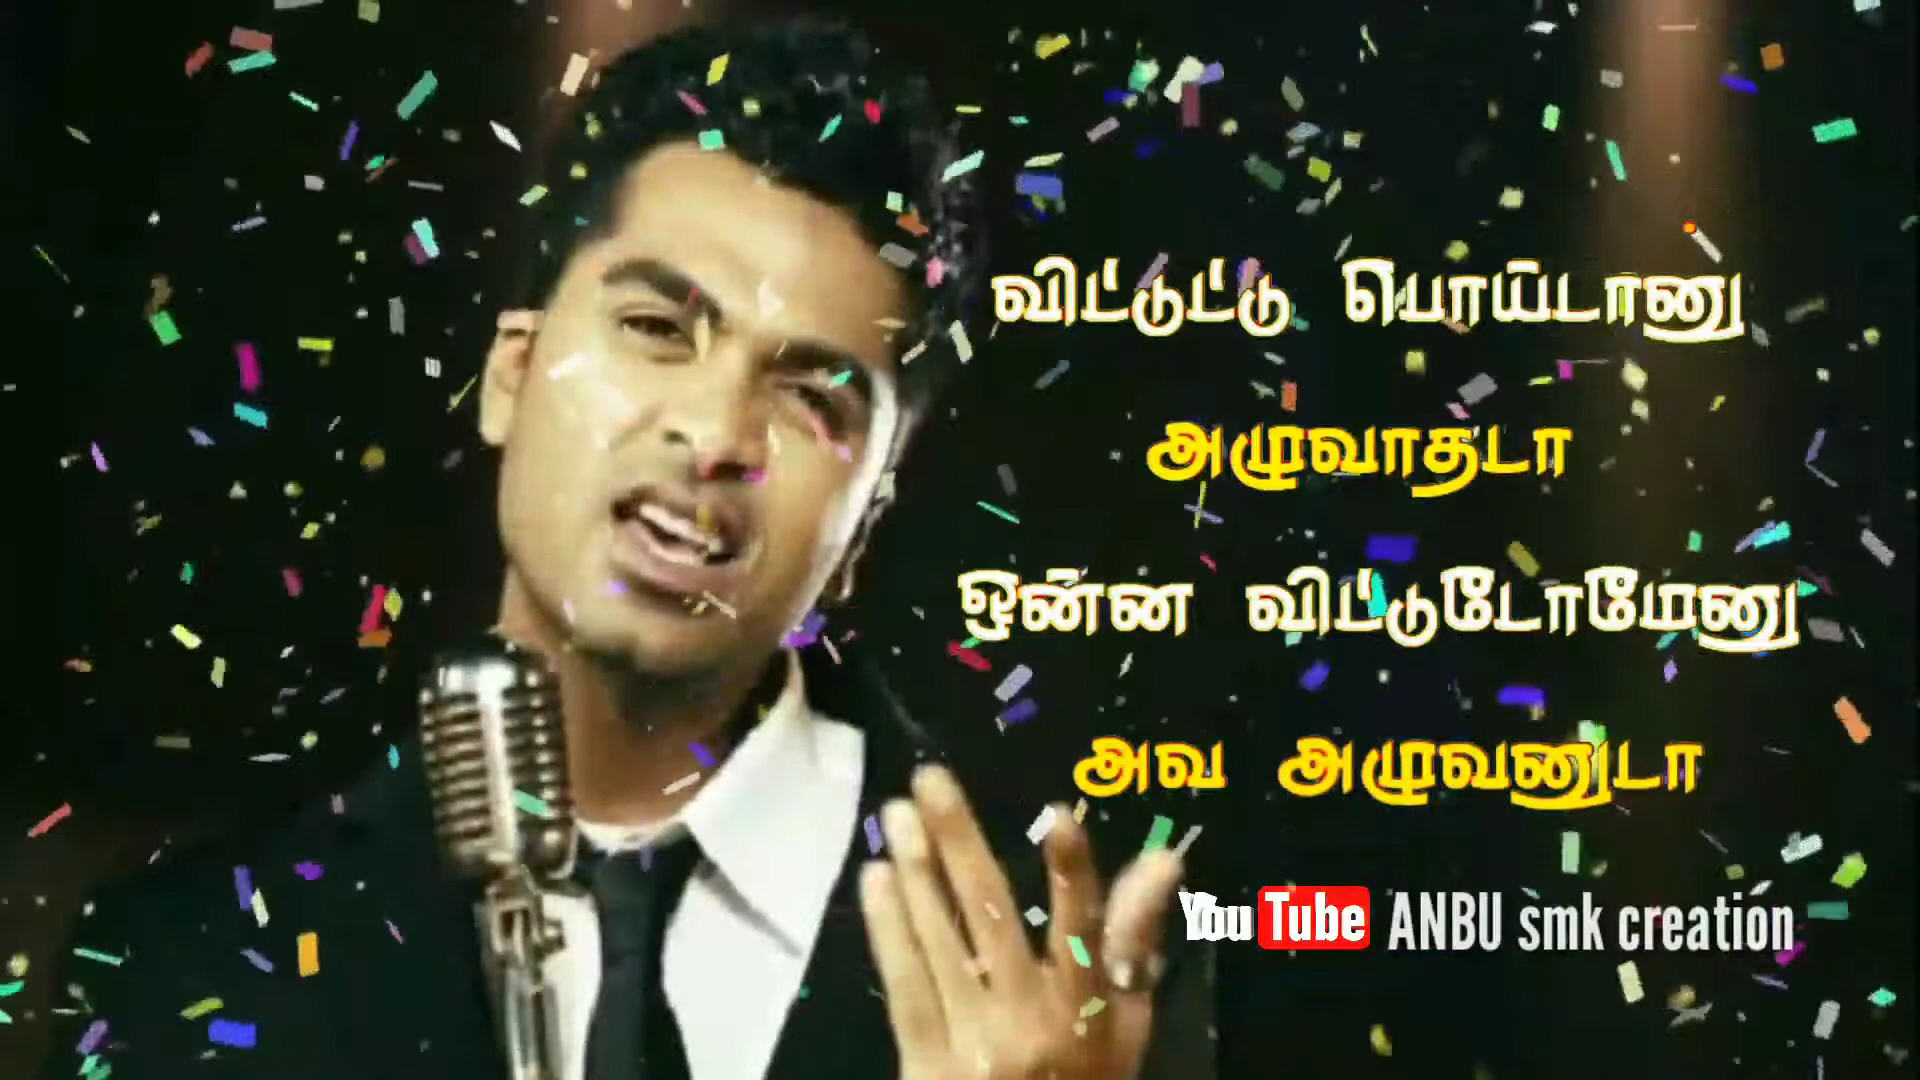 விட்டுட்டு பொய்டானு
அழுவாதடா
ஒன்ன விட்டுடோமேனு
அவ அழுவனுடா
YouTube ANBU smk creation